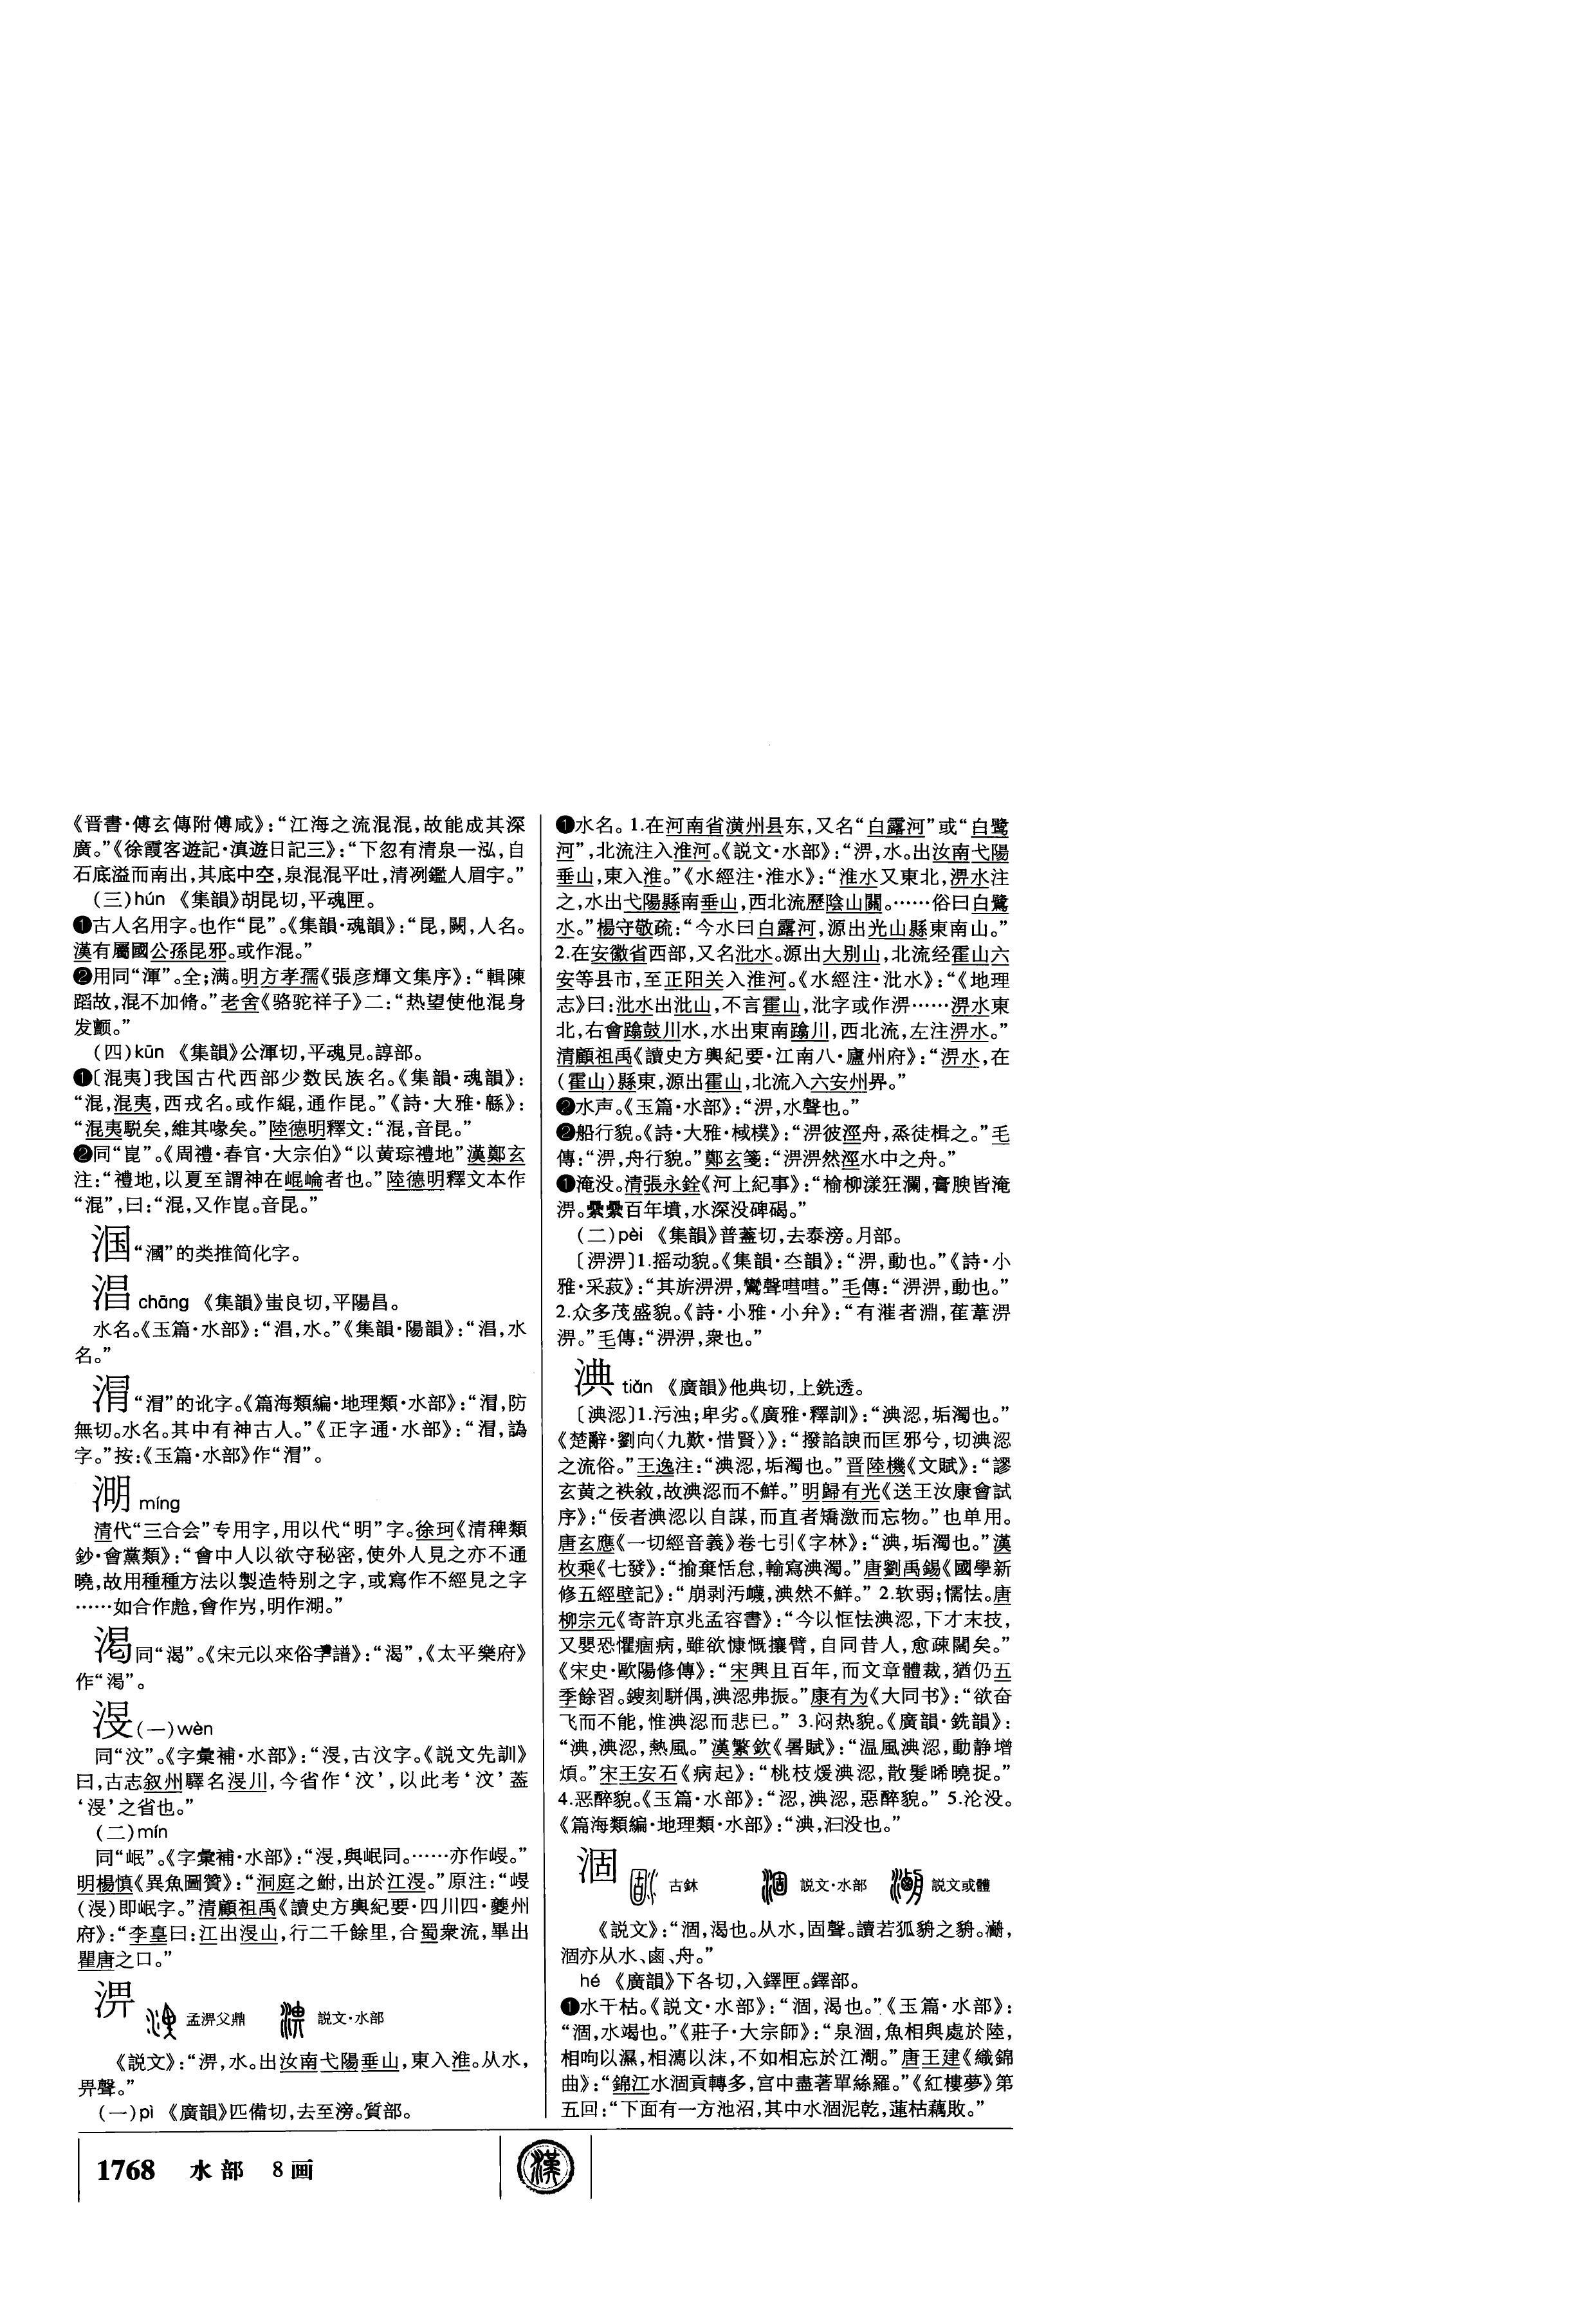 《晋書·傅玄傳附傅咸》：“江海之流混混，故能成其深
廣。”《徐霞客遊記·滇遊日記三》：“下忽有清泉一泓，自
石底溢而南出，其底中空，泉混混平吐，清冽鑑人眉宇。”
(三)hún 《集韻》胡昆切，平魂匣。
❶古人名用字。也作“昆”。《集韻·魂韻》：“昆，闕，人名。
漢有屬國公孫昆邪。或作混。”
❷用同“渾”。全；满。明方孝孺《張彦輝文集序》：“輯陳
蹈故，混不加脩。”老舍《骆驼祥子》二：“热望使他混身
发颤。”
(四)kūn 《集韻》公渾切，平魂見。諄部。
❶〔混夷〕我国古代西部少数民族名。《集韻·魂韻》：
“混，混夷，西戎名。或作緄，通作昆。”《詩·大雅·緜》：
“混夷駾矣，維其喙矣。”陸德明釋文：“混，音昆。”
❷同“崑”。《周禮·春官·大宗伯》“以黄琮禮地”漢鄭玄
注：“禮地，以夏至謂神在崐崘者也。”陸德明釋文本作
“混”，曰：“混，又作崑。音昆。”
漍“㶁”的类推简化字。
淐 chāng 《集韻》蚩良切，平陽昌。
水名。《玉篇·水部》：“淐，水。”《集韻·陽韻》：“淐，水
名。”
“渭”的讹字。《篇海類編·地理類·水部》：“，防
無切。水名。其中有神古人。”《正字通·水部》：“，譌
字。”按：《玉篇·水部》作“”。
㴘 míng
清代“三合会”专用字，用以代“明”字。徐珂《清稗類
鈔·會黨類》：“會中人以欲守秘密，使外人見之亦不通
曉，故用種種方法以製造特别之字，或寫作不經見之字
……如合作，會作，明作。”
渇同“渴”。《宋元以來俗字譜》：“渴”，《太平樂府》
作“渇”。
㴃(一)wèn
同“汶”。《字彙補·水部》：“，古汶字。《説文先訓》
曰，古志叙州驛名川，今省作‘汶’，以此考‘汶’葢
‘’之省也。”
(二)mín
同“岷”。《字彙補·水部》：“，與岷同。……亦作。”
明楊慎《異魚圖贊》：“洞庭之鮒，出於江。”原注：“
()即岷字。”清顧祖禹《讀史方輿紀要·四川四·夔州
府》：“李㫜曰：江出山，行二千餘里，合蜀衆流，畢出
瞿唐之口。”
淠 孟淠父鼎 説文·水部
《説文》：“淠，水。出汝南弋陽垂山，東入淮。从水，
畀聲。”
(一)pì 《廣韻》匹備切，去至滂。質部。
❶水名。1.在河南省潢州县东，又名“白露河”或“白鹭
河”，北流注入淮河。《説文·水部》：“淠，水。出汝南弋陽
垂山，東入淮。”《水經注·淮水》：“淮水又東北，淠水注
之，水出弋陽縣南垂山，西北流歷陰山關。……俗曰白鷺
水。”楊守敬疏：“今水曰白露河，源出光山縣東南山。”
2.在安徽省西部，又名沘水。源出大别山，北流经霍山六
安等县市，至正阳关入淮河。《水經注·沘水》：“《地理
志》曰：沘水出沘山，不言霍山，沘字或作淠……淠水東
北，右會蹹鼓川水，水出東南蹹川，西北流，左注淠水。”
清顧祖禹《讀史方輿紀要·江南八·廬州府》：“淠水，在
(霍山)縣東，源出霍山，北流入六安州界。”
❷水声。《玉篇·水部》：“淠，水聲也。”
❷船行貌。《詩·大雅·棫樸》：“淠彼涇舟，烝徒楫之。”毛
傳：“淠，舟行貌。”鄭玄箋：“淠淠然涇水中之舟。”
❶淹没。清張永銓《河上紀事》：“榆柳漾狂瀾，膏腴皆淹
淠。纍纍百年墳，水深没碑碣。”
(二)pèi 《集韻》普蓋切，去泰滂。月部。
〔淠淠〕1.摇动貌。《集韻·夳韻》：“淠，動也。”《詩·小
雅·采菽》：“其旂淠淠，鸞聲嘒嘒。”毛傳：“淠淠，動也。”
2.众多茂盛貌。《詩·小雅·小弁》：“有漼者淵，萑葦淠
淠。”毛傳：“淠淠，衆也。”
淟 tiǎn 《廣韻》他典切，上銑透。
〔淟涊〕1.污浊；卑劣。《廣雅·釋訓》：“淟涊，垢濁也。”
《楚辭·劉向〈九歎·惜賢〉》：“撥諂諛而匡邪兮，切淟涊
之流俗。”王逸注：“淟涊，垢濁也。”晋陸機《文賦》：“謬
玄黄之袟敘，故淟涊而不鮮。”明歸有光《送王汝康會試
序》：“佞者淟涊以自謀，而直者矯激而忘物。”也单用。
唐玄應《一切經音義》卷七引《字林》：“淟，垢濁也。”漢
枚乘《七發》：“揄棄恬怠，輸寫淟濁。”唐劉禹錫《國學新
修五經壁記》：“崩剥汚衊，淟然不鮮。” 2.软弱；懦怯。唐
柳宗元《寄許京兆孟容書》：“今以恇怯淟涊，下才末技，
又嬰恐懼痼病，雖欲慷慨攘臂，自同昔人，愈疎闊矣。”
《宋史·歐陽修傳》：“宋興且百年，而文章體裁，猶仍五
季餘習。鎪刻駢偶，淟涊弗振。”康有为《大同书》：“欲奋
飞而不能，惟淟涊而悲已。” 3.闷热貌。《廣韻·銑韻》：
“淟，淟涊，熱風。”漢繁欽《暑賦》：“温風淟涊，動静增
煩。”宋王安石《病起》：“桃枝煖淟涊，散髮晞曉捉。”
4.恶醉貌。《玉篇·水部》：“涊，淟涊，惡醉貌。” 5.沦没。
《篇海類編·地理類·水部》：“淟，汩没也。”
涸 古鉥 説文·水部 説文或體
《説文》：“涸，渴也。从水，固聲。讀若狐貈之貈。㶅，
涸亦从水、鹵、舟。”
hé 《廣韻》下各切，入鐸匣。鐸部。
❶水干枯。《説文·水部》：“涸，渴也。”《玉篇·水部》：
“涸，水竭也。”《莊子·大宗師》：“泉涸，魚相與處於陸，
相呴以濕，相濡以沫，不如相忘於江湖。”唐王建《織錦
曲》：“錦江水涸貢轉多，宫中盡著單絲羅。”《紅樓夢》第
五回：“下面有一方池沼，其中水涸泥乾，蓮枯藕敗。”
1768 水部 8画
漢